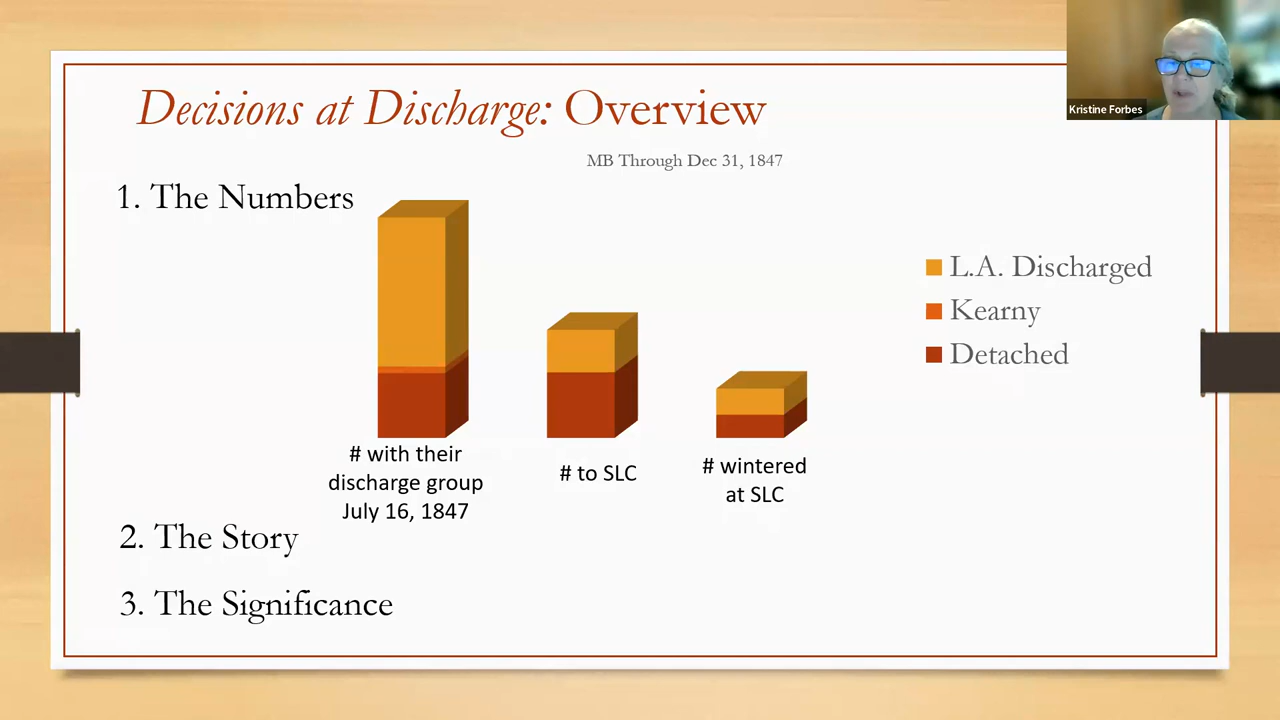 Decisions at Discharge: Overview
Kristine Forbes
MB Through Dec 31, 1847
1. The Numbers
L.A. Discharged
Kearny
Detached
# with their
discharge group
July 16, 1847
# to SLC
# wintered
at SLC
2. The Story
3. The Significance